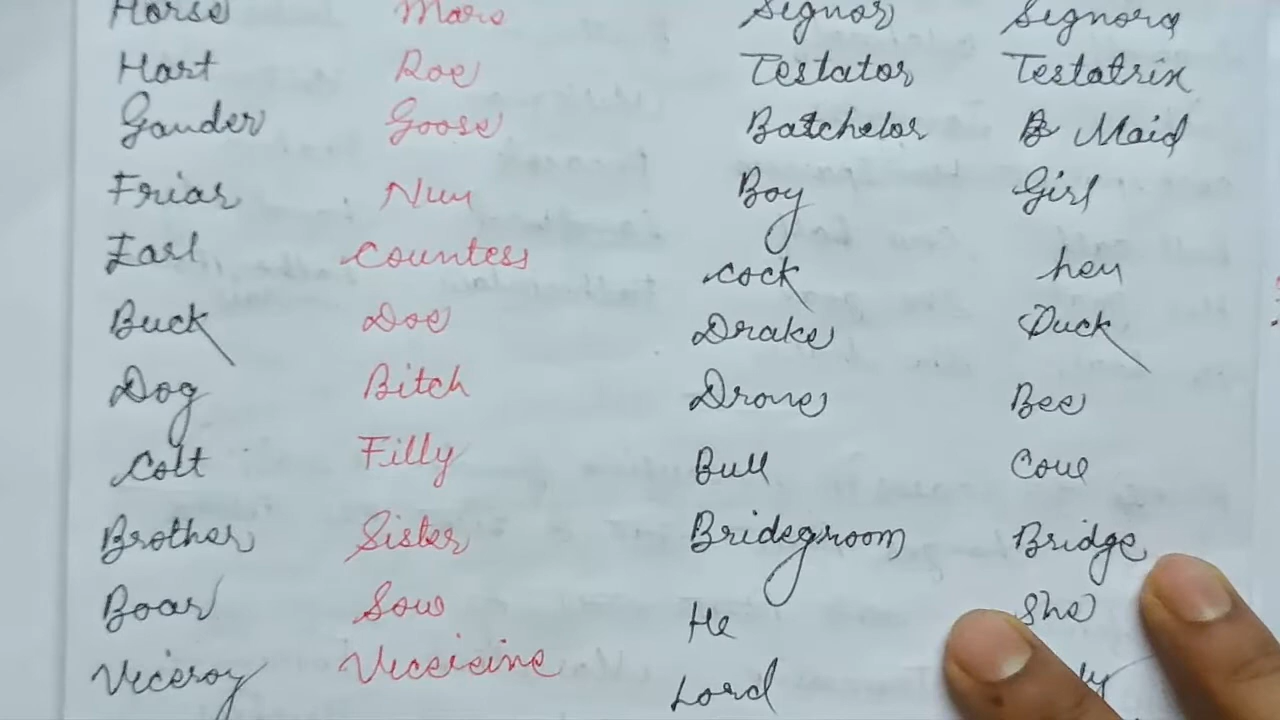 Horse Mare Signor Signora
Hart Roe Testator Testatrix
Gander Goose Batchelor Maid
Friar Nun Boy Girl
Earl Countess cock hen
Buck Doe Drake Duck
Dog Bitch Drone Bee
Colt Filly Bull Cow
Brother Sister Bridegroom Bridge
Boar Sow He She
Viceroy Lord